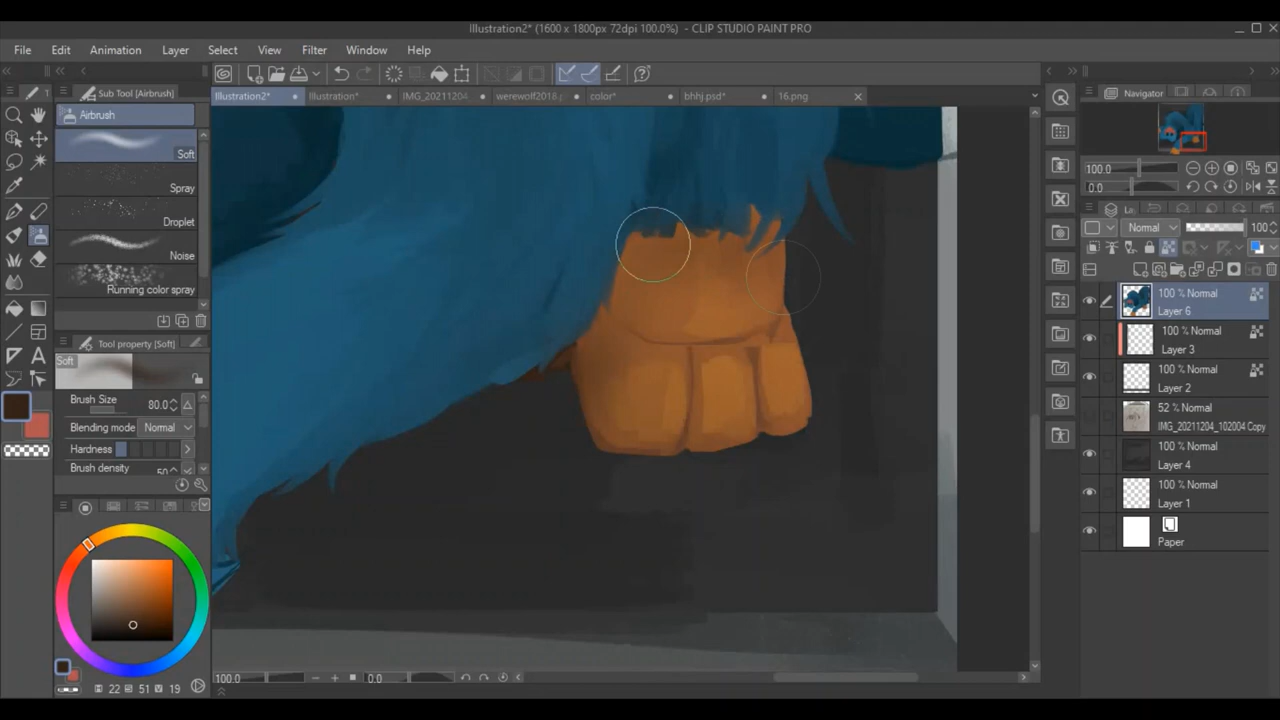 Illustration2* (1600 x 1800px 72dpi 100.0%) - CLIP STUDIO PAINT PRO
File Edit Animation Layer Select View Filter Window Help
Sub Tool [Airbrush]
Illustration2* Illustration* IMG_20211204 werewolf2018.p color* bhhj.psd* 16.png
Navigator
Airbrush
Soft
Spray
Droplet
Noise
Running color spray
Tool property [Soft]
Soft
Brush Size 80.0
Blending mode Normal
Hardness
Brush density 50
22 51 19
100.0 0.0
100.0
0.0
La
Normal 100
100 % Normal
Layer 6
100 % Normal
Layer 3
100 % Normal
Layer 2
52 % Normal
IMG_20211204_102004 Copy
100 % Normal
Layer 4
100 % Normal
Layer 1
Paper